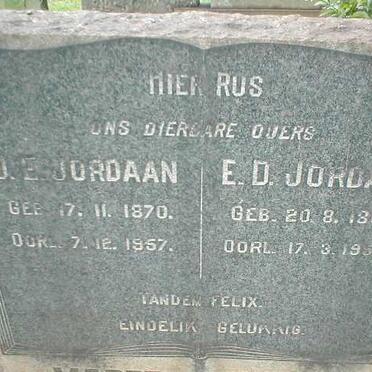 HIER RUS
ONS DIERBARE OUERS
J. E. JORDAAN
GEB. 17. 11. 1870.
OORL. 7. 12. 1957.
E. D. JORDA
GEB. 20. 8. 18
OORL. 17. 3. 19
TANDEM FELIX.
EINDELIK GELUKKIG.